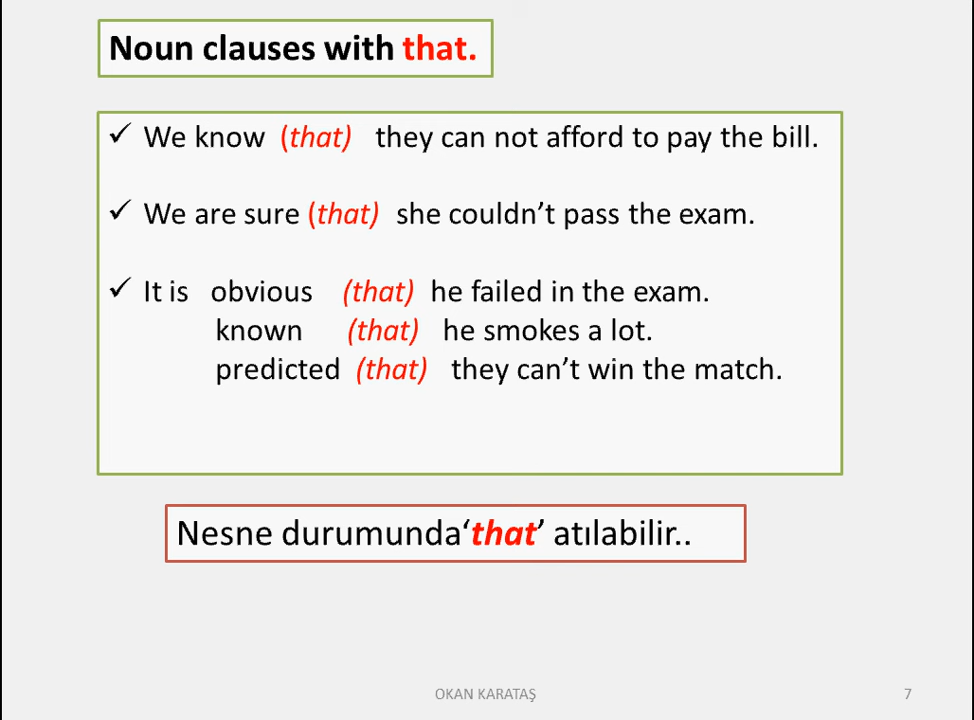 Noun clauses with that.
✓ We know (that) they can not afford to pay the bill.
✓ We are sure (that) she couldn't pass the exam.
✓ It is obvious (that) he failed in the exam.
known (that) he smokes a lot.
predicted (that) they can't win the match.
Nesne durumunda‘that’ atılabilir..
OKAN KARATAŞ 7